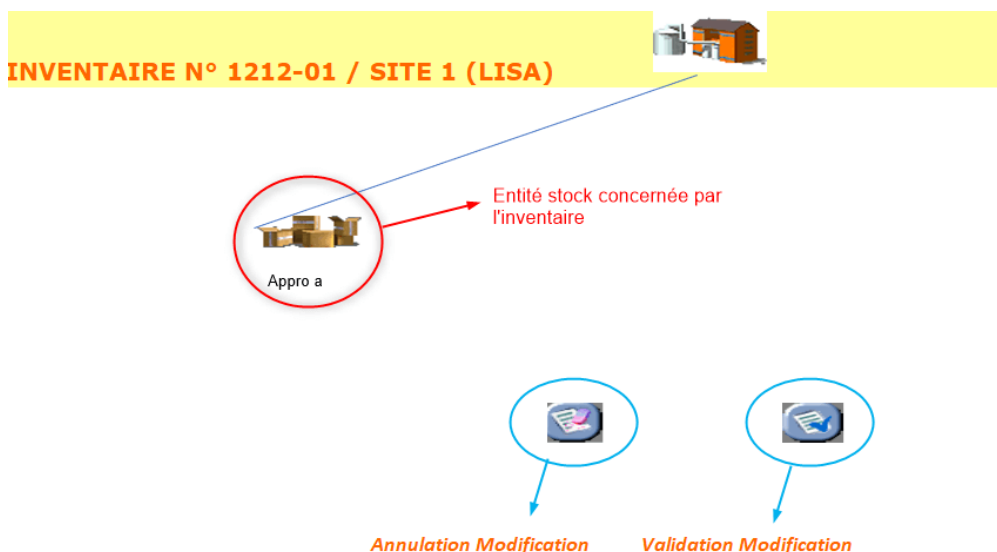 INVENTAIRE N° 1212-01 / SITE 1 (LISA)
Entité stock concernée par
l'inventaire
Appro a
Annulation Modification
Validation Modification